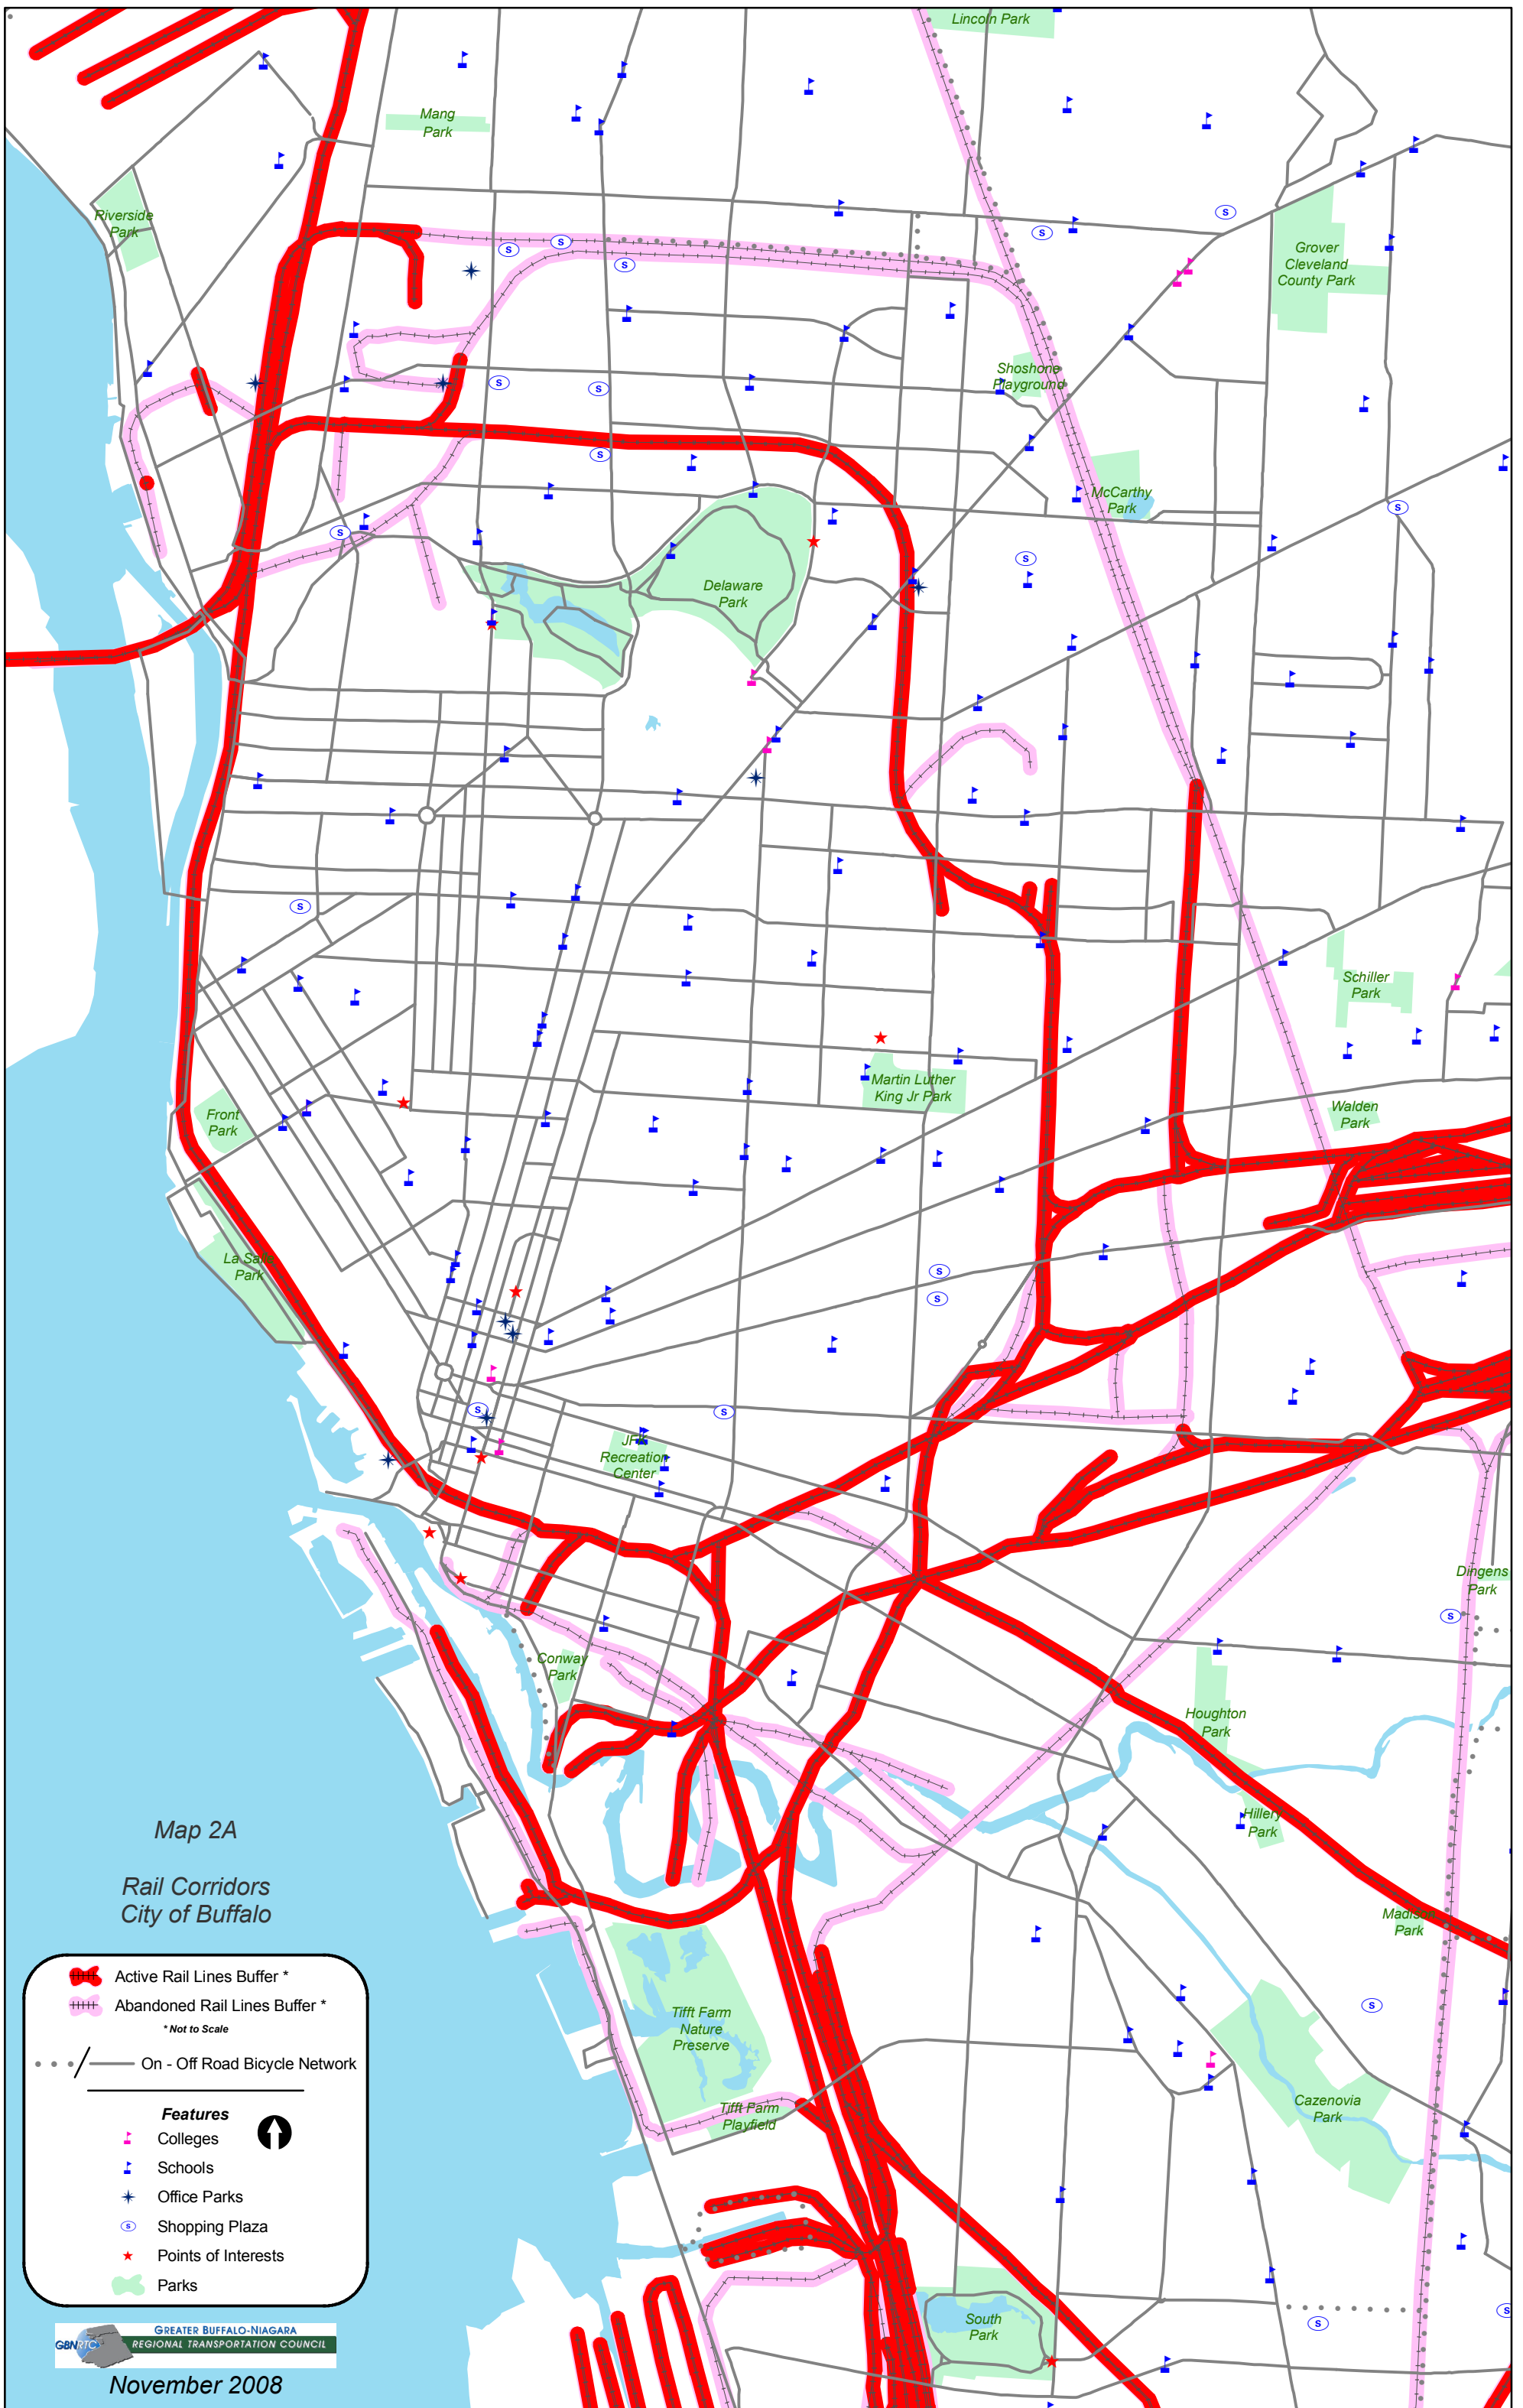 Lincoln Park
Mang
Park
Riverside
Park
Grover
Cleveland
County Park
S
S
S
S
S
Shoshone
Playground
S
S
S
McCarthy
Park
S
S
S
Delaware
Park
S
Schiller
Park
Martin Luther
King Jr Park
Front
Park
Walden
Park
La Salle
Park
S
S
S
S
JFK
Recreation
Center
Dingens
Park
S
Conway
Park
Houghton
Park
Hillery
Park
Madison
Park
Tifft Farm
Nature
Preserve
S
Cazenovia
Park
Tifft Farm
Playfield
South
Park
S
S
Map 2A
Rail Corridors
City of Buffalo
Active Rail Lines Buffer *
Abandoned Rail Lines Buffer *
* Not to Scale
On - Off Road Bicycle Network
Features
Colleges
Schools
Office Parks
S Shopping Plaza
Points of Interests
Parks
GBNRTC
GREATER BUFFALO-NIAGARA
REGIONAL TRANSPORTATION COUNCIL
November 2008